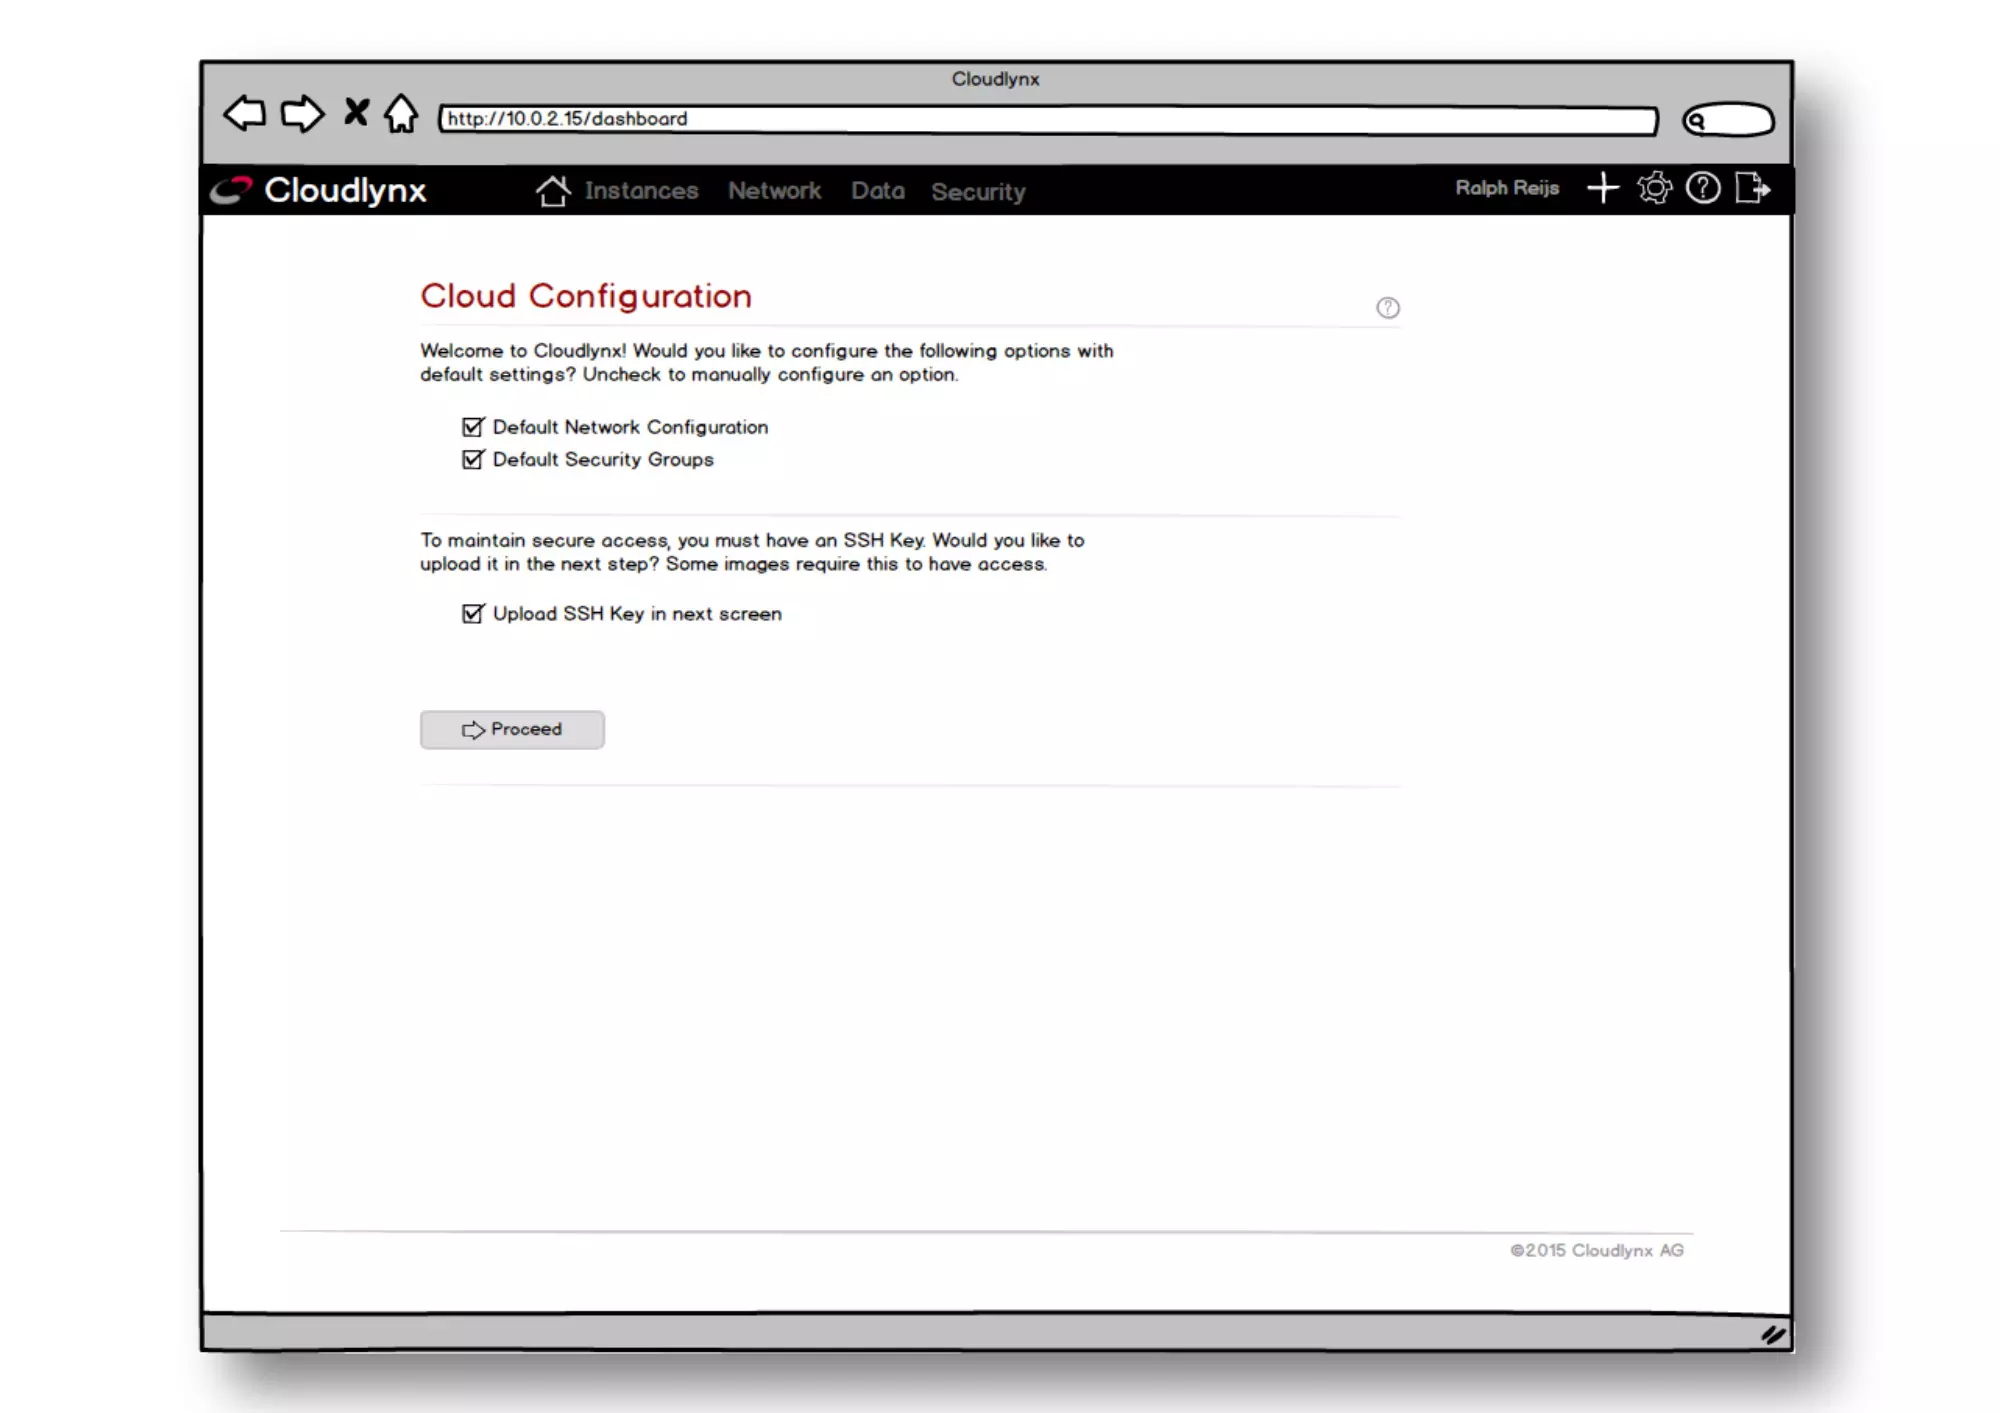 Cloudlynx
http://10.0.2.15/dashboard
Cloudlynx Instances Network Data Security Ralph Reijs
Cloud Configuration
Welcome to Cloudlynx! Would you like to configure the following options with
default settings? Uncheck to manually configure an option.
Default Network Configuration
Default Security Groups
To maintain secure access, you must have an SSH Key. Would you like to
upload it in the next step? Some images require this to have access.
Upload SSH Key in next screen
Proceed
©2015 Cloudlynx AG